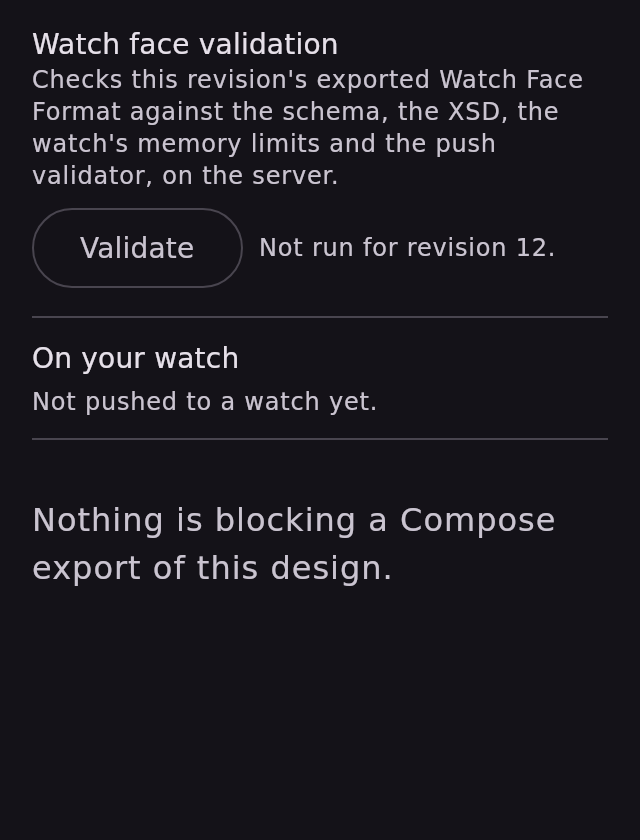 Watch face validation
Checks this revision's exported Watch Face
Format against the schema, the XSD, the
watch's memory limits and the push
validator, on the server.
Validate
Not run for revision 12.
On your watch
Not pushed to a watch yet.
Nothing is blocking a Compose
export of this design.